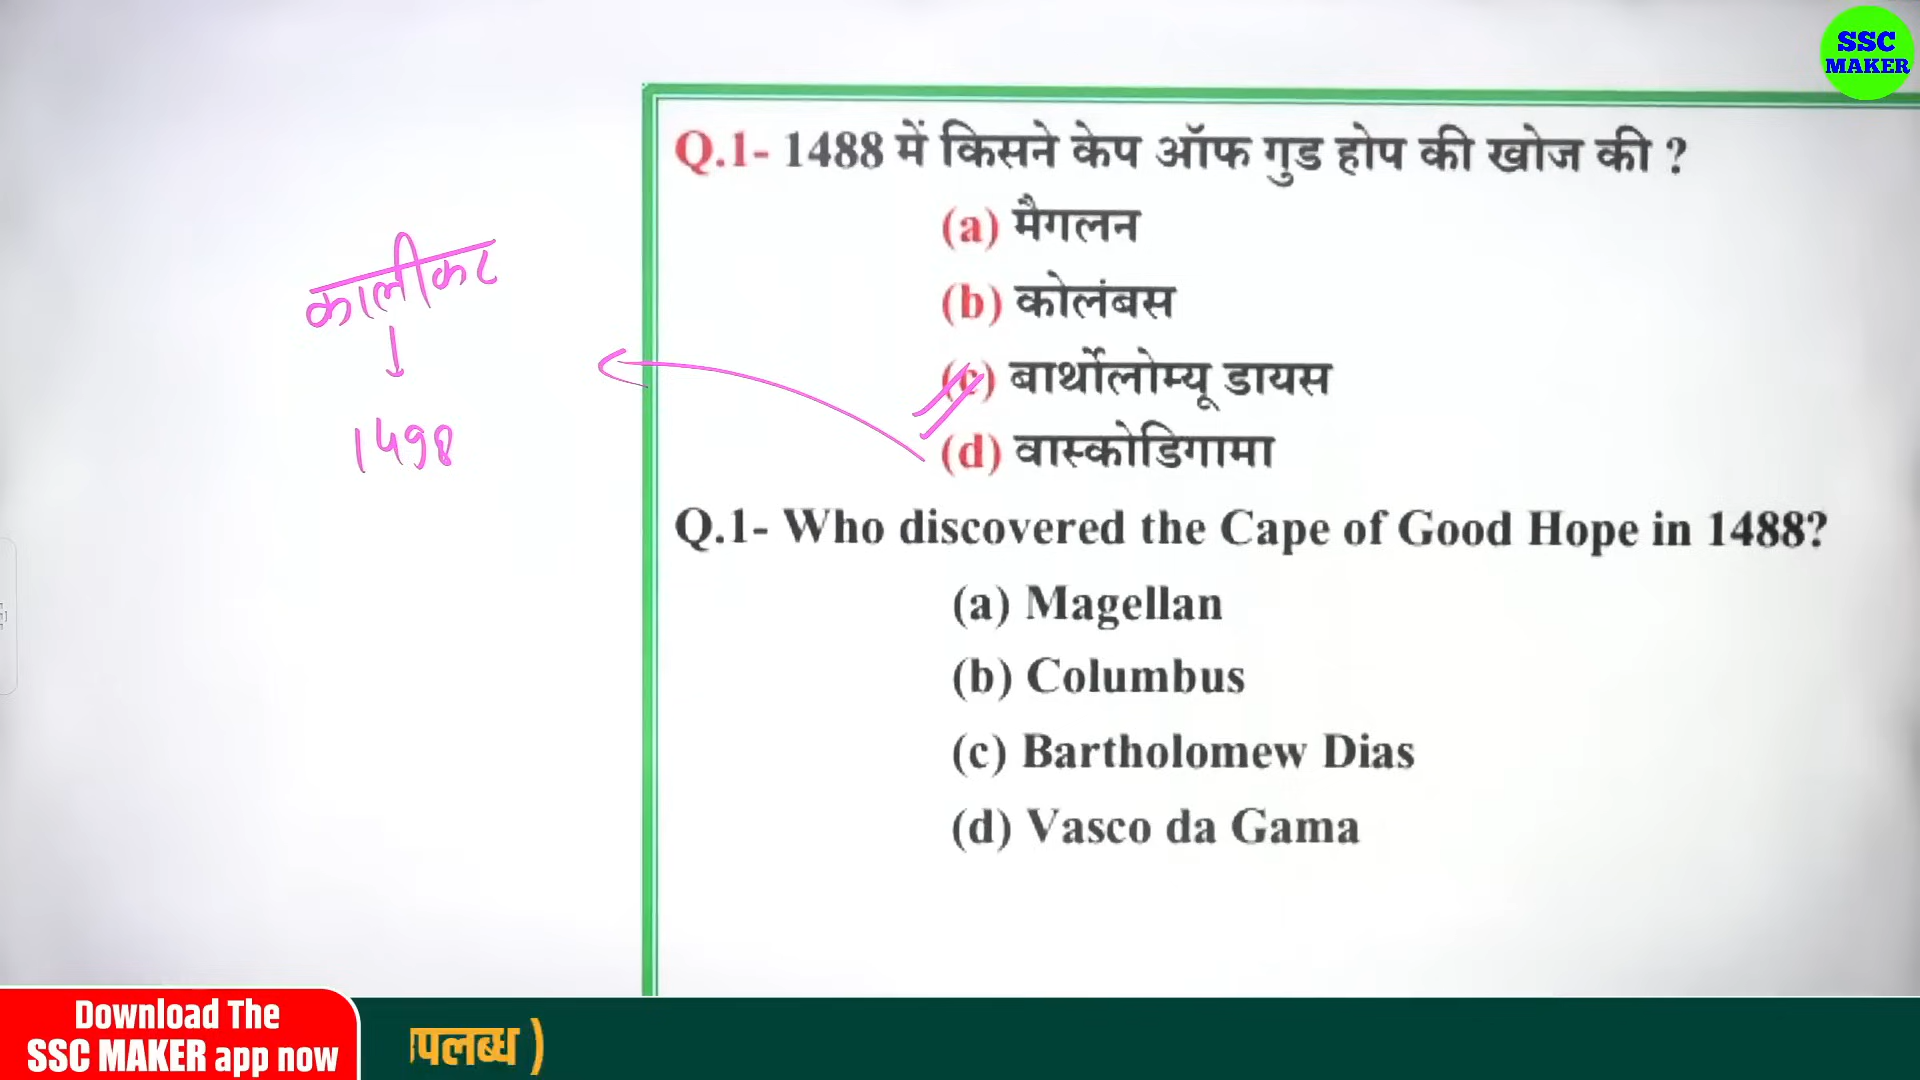 SSC
MAKER
Q.1- 1488 में किसने केप ऑफ गुड होप की खोज की ?
(a) मैगलन
(b) कोलंबस
(c) बार्थोलोम्यू डायस
(d) वास्कोडिगामा
कालीकट
1498
Q.1- Who discovered the Cape of Good Hope in 1488?
(a) Magellan
(b) Columbus
(c) Bartholomew Dias
(d) Vasco da Gama
Download The
SSC MAKER app now
पलब्ध )